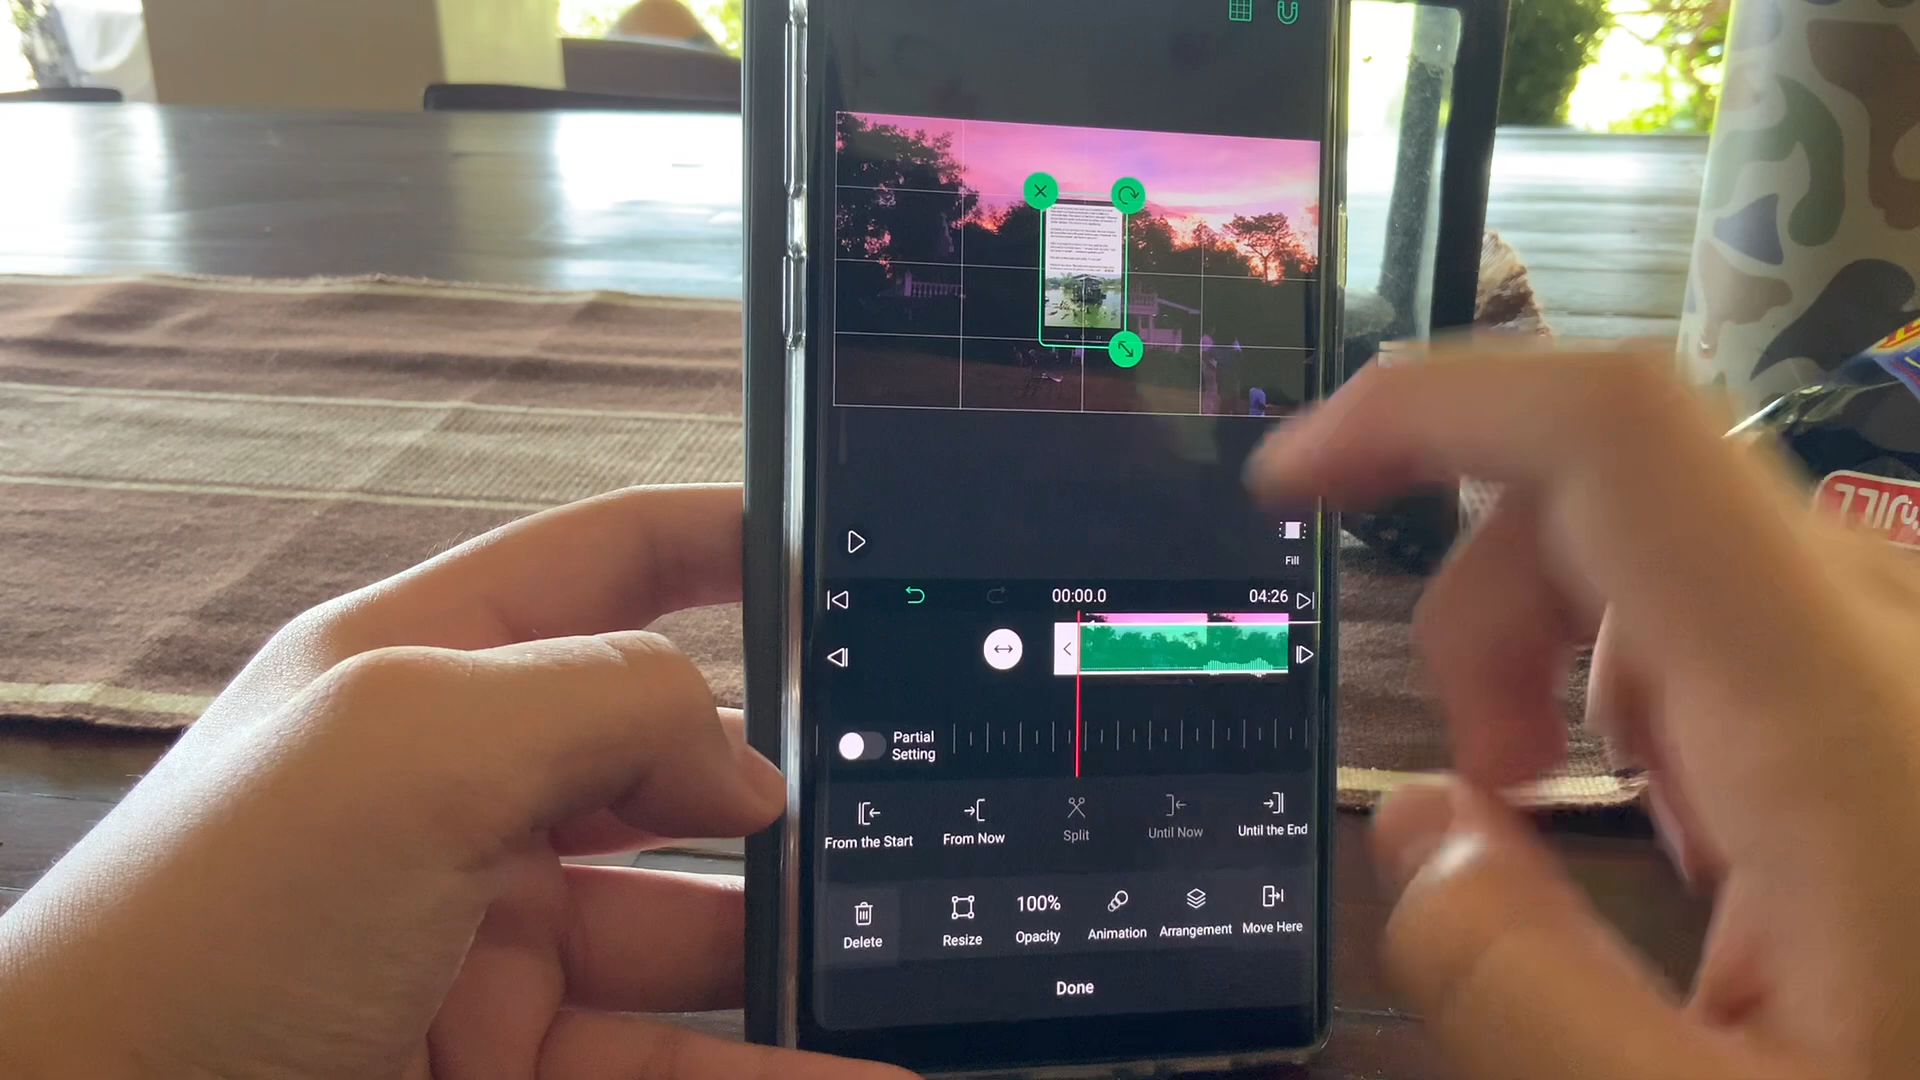 Fill
00:00.0
04:26
Partial
Setting
From the Start
From Now
Split
Until Now
Until the End
Delete
Resize
100%
Opacity
Animation
Arrangement
Move Here
Done